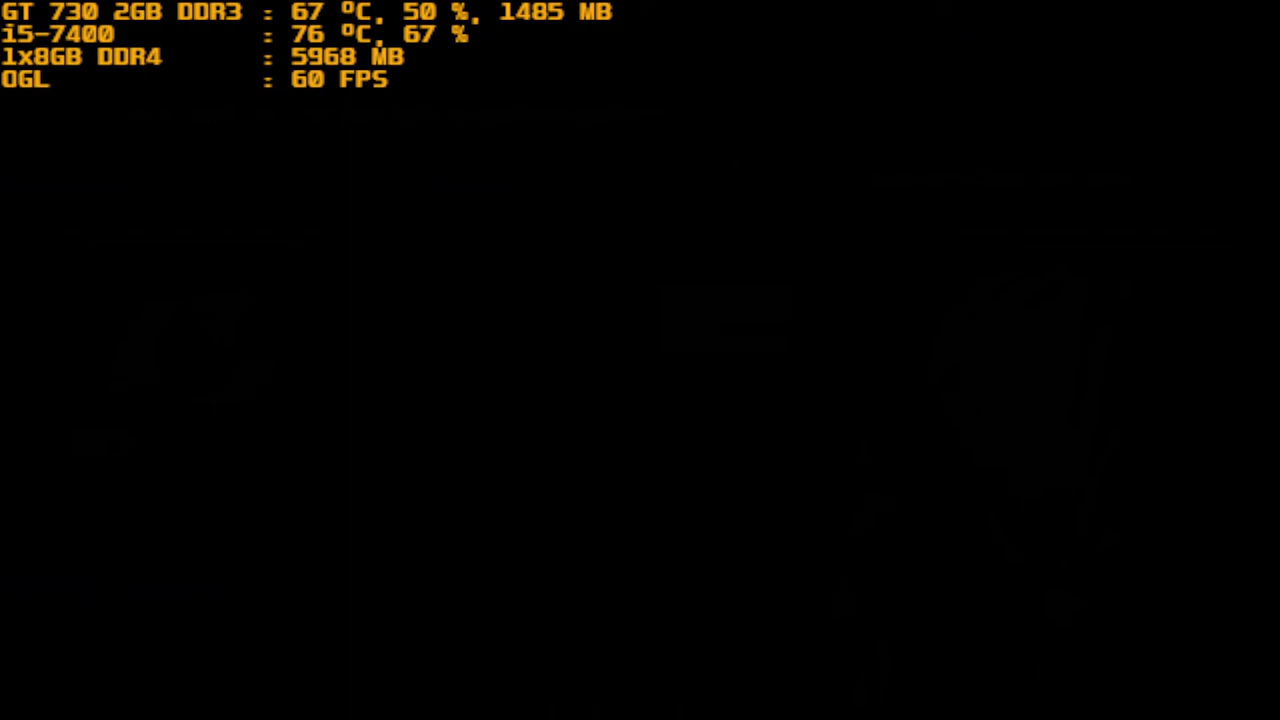 GT 730 2GB DDR3 : 67 ºC, 50 %, 1485 MB
i5-7400 : 76 ºC, 67 %
1x8GB DDR4 : 5968 MB
OGL : 60 FPS